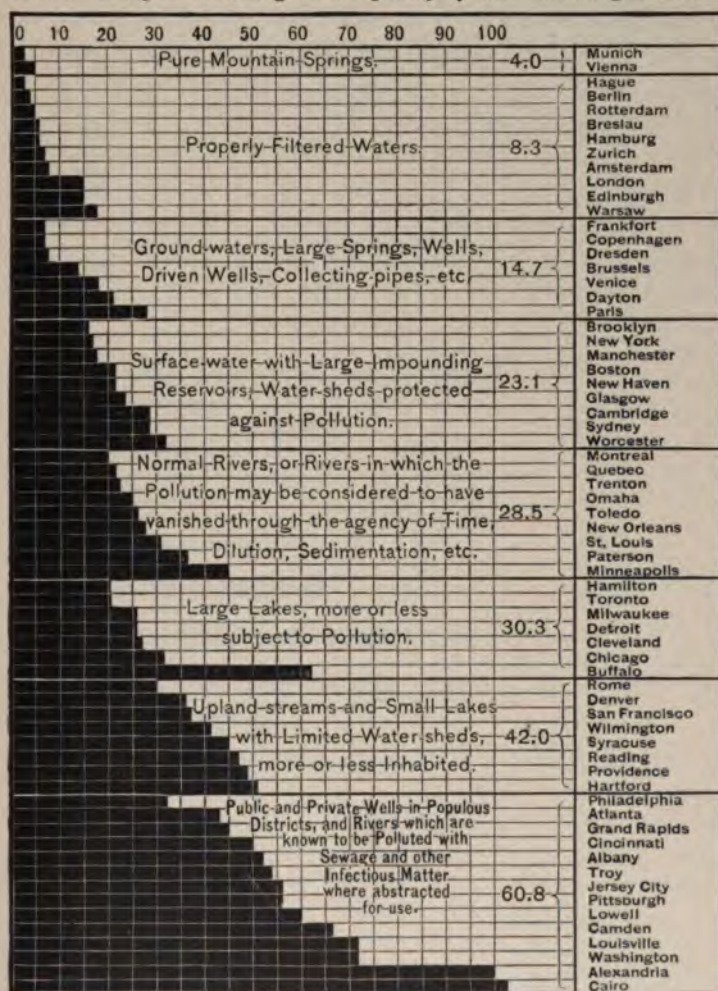 0 10 20 30 40 50 60 70 80 90 100
Pure Mountain Springs. 4.0
Munich
Vienna
Properly Filtered Waters. 8.3
Hague
Berlin
Rotterdam
Breslau
Hamburg
Zurich
Amsterdam
London
Edinburgh
Warsaw
Ground-waters, Large Springs, Wells,
Driven Wells, Collecting-pipes, etc. 14.7
Frankfort
Copenhagen
Dresden
Brussels
Venice
Dayton
Paris
Surface-water with Large Impounding
Reservoirs; Water-sheds protected
against Pollution.
23.1
Brooklyn
New York
Manchester
Boston
New Haven
Glasgow
Cambridge
Sydney
Worcester
Normal Rivers, or Rivers in which the
Pollution may be considered to have
vanished through the agency of Time,
Dilution, Sedimentation, etc.
28.5
Montreal
Quebec
Trenton
Omaha
Toledo
New Orleans
St. Louis
Paterson
Minneapolis
Large Lakes, more or less
subject to Pollution.
30.3
Hamilton
Toronto
Milwaukee
Detroit
Cleveland
Chicago
Buffalo
Upland streams and Small Lakes
with Limited Water sheds,
more or less Inhabited.
42.0
Rome
Denver
San Francisco
Wilmington
Syracuse
Reading
Providence
Hartford
Public and Private Wells in Populous
Districts, and Rivers which are
known to be Polluted with
Sewage and other
Infectious Matter
where abstracted
for use.
60.8
Philadelphia
Atlanta
Grand Rapids
Cincinnati
Albany
Troy
Jersey City
Pittsburgh
Lowell
Camden
Louisville
Washington
Alexandria
Cairo